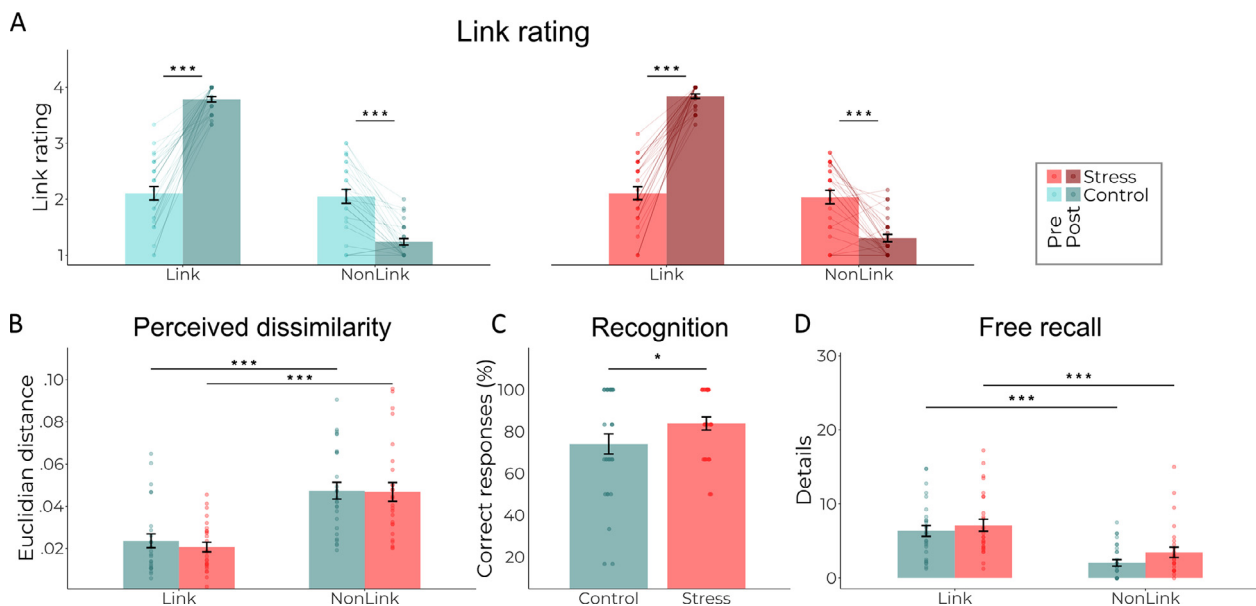 A
Link rating
Link rating
4
3
2
1
***
***
***
***
Link
NonLink
Link
NonLink
Stress
Control
Pre
Post
B
Perceived dissimilarity
Euclidian distance
.10
.08
.06
.04
.02
***
***
Link
NonLink
C
Recognition
Correct responses (%)
100
80
60
40
20
*
Control
Stress
D
Free recall
Details
30
20
10
0
***
***
Link
NonLink